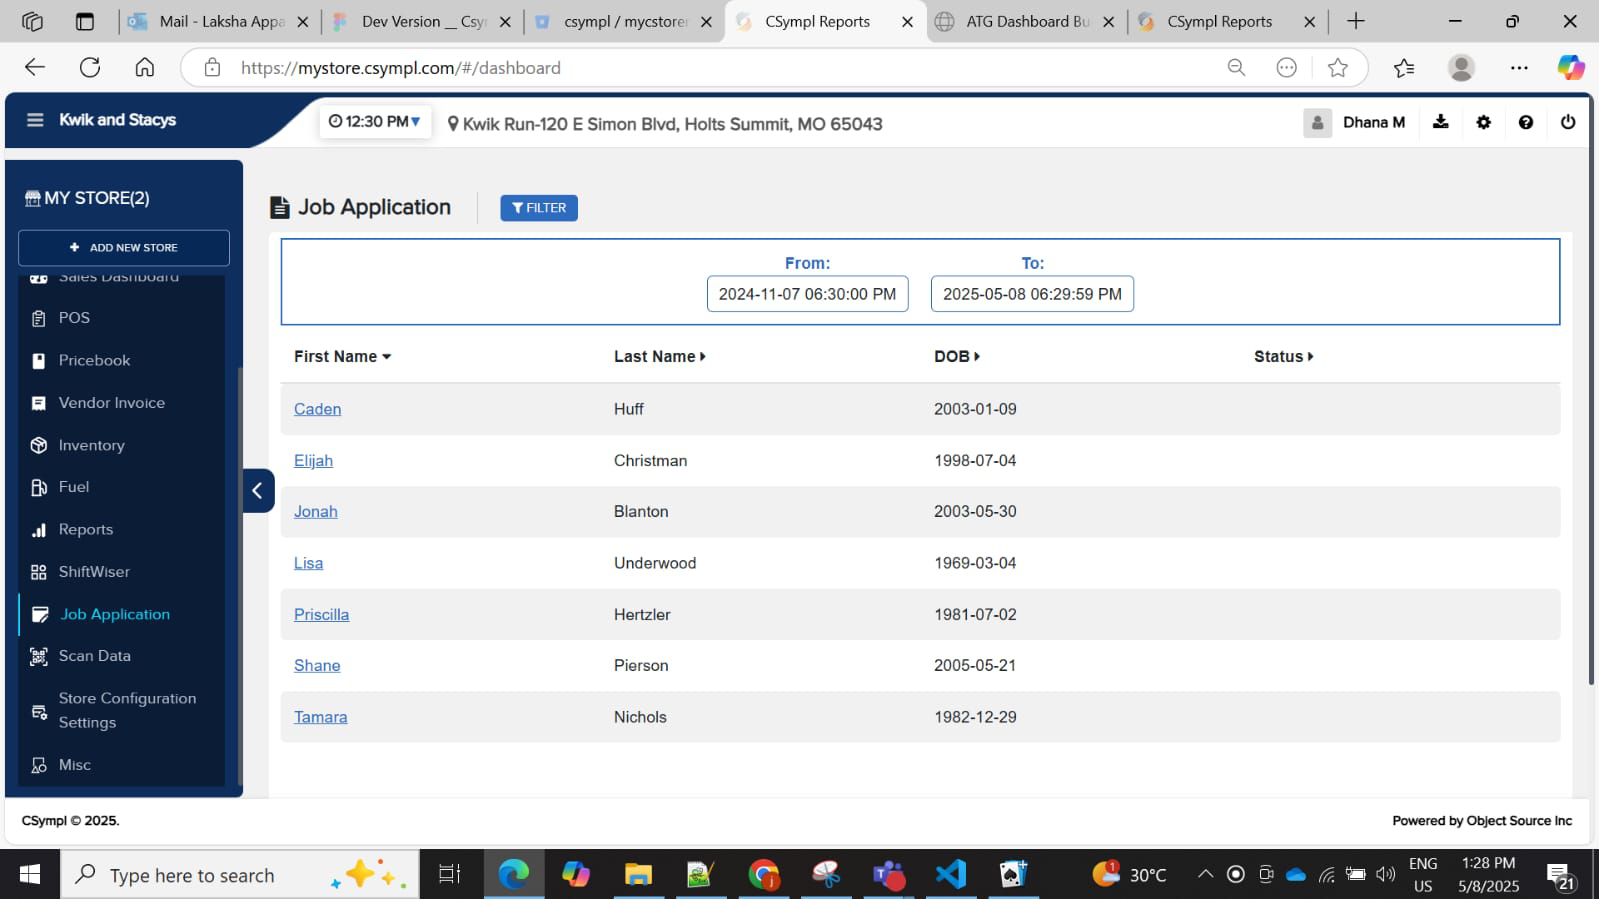 Mail - Laksha Appa
Dev Version __ Csy
csympl / mycstore
CSympl Reports
ATG Dashboard Bu
CSympl Reports
https://mystore.csympl.com/#/dashboard
Kwik and Stacys
12:30 PM
Kwik Run-120 E Simon Blvd, Holts Summit, MO 65043
Dhana M
MY STORE(2)
+ ADD NEW STORE
Sales Dashboard
POS
Pricebook
Vendor Invoice
Inventory
Fuel
Reports
ShiftWiser
Job Application
Scan Data
Store Configuration
Settings
Misc
Job Application
FILTER
From: To:
2024-11-07 06:30:00 PM 2025-05-08 06:29:59 PM
First Name Last Name DOB Status
Caden Huff 2003-01-09
Elijah Christman 1998-07-04
Jonah Blanton 2003-05-30
Lisa Underwood 1969-03-04
Priscilla Hertzler 1981-07-02
Shane Pierson 2005-05-21
Tamara Nichols 1982-12-29
CSympl © 2025.
Powered by Object Source Inc
Type here to search
1
30°C
ENG
US
1:28 PM
5/8/2025
21